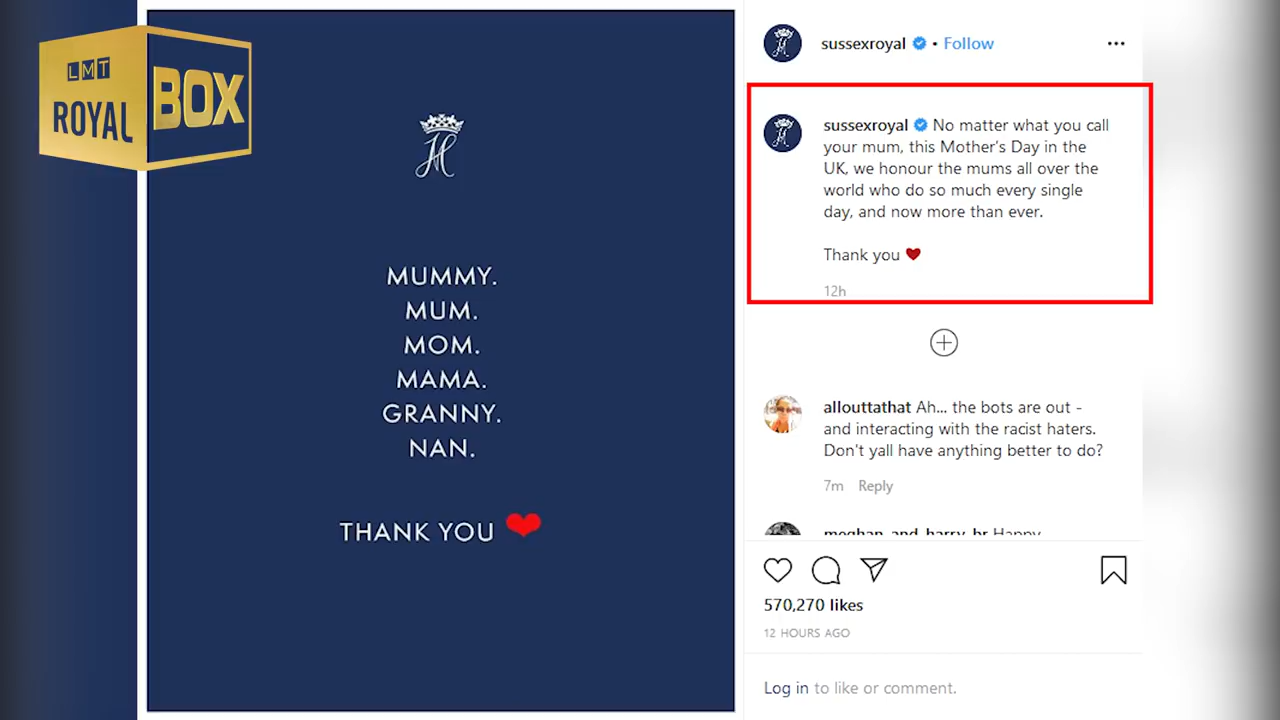 LMT
ROYAL
BOX
MUMMY.
MUM.
MOM.
MAMA.
GRANNY.
NAN.
THANK YOU ❤
sussexroyal • Follow
sussexroyal No matter what you call
your mum, this Mother's Day in the
UK, we honour the mums all over the
world who do so much every single
day, and now more than ever.
Thank you ❤
12h
allouttathat Ah... the bots are out -
and interacting with the racist haters.
Don't yall have anything better to do?
7m Reply
meghan_and_harry_br Happy
570,270 likes
12 HOURS AGO
Log in to like or comment.